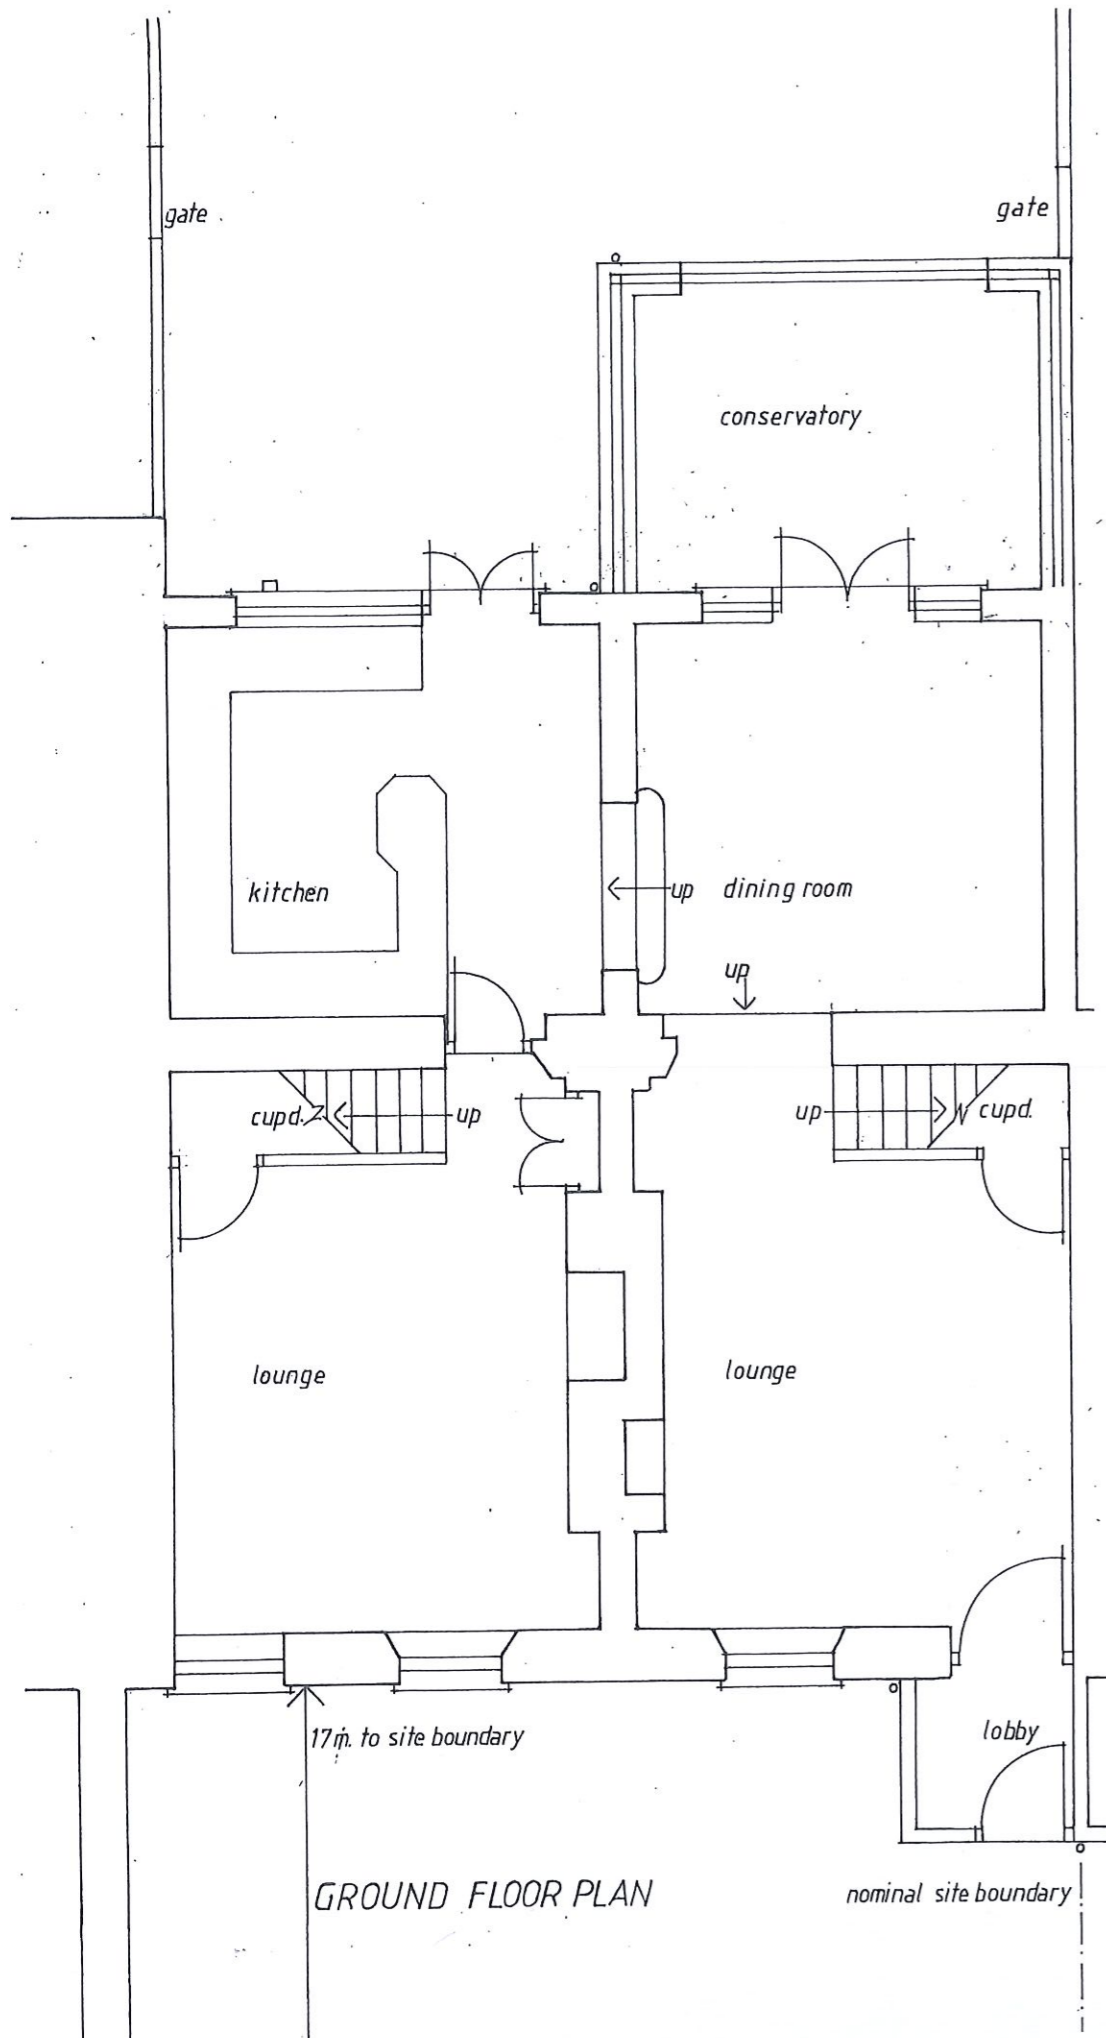 gate
gate
conservatory
kitchen
up dining room
up
cupd.
up
up
cupd.
lounge
lounge
17m. to site boundary
lobby
GROUND FLOOR PLAN
nominal site boundary